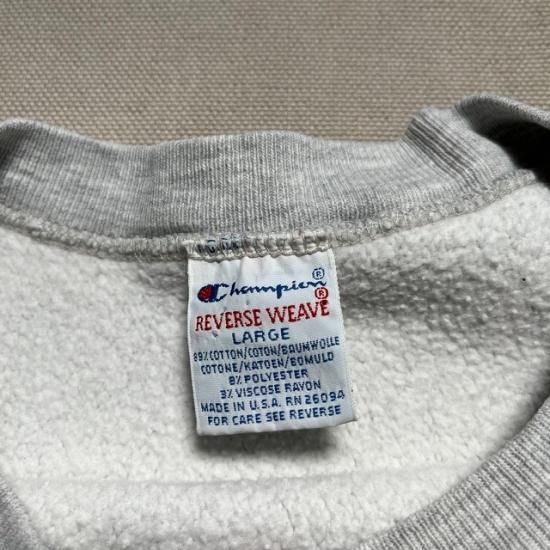 Champion®
REVERSE WEAVE®
LARGE
89% COTTON/COTON/BAUMWOLLE
COTONE/KATOEN/BOMULD
8% POLYESTER
3% VISCOSE RAYON
MADE IN U.S.A. RN 26094
FOR CARE SEE REVERSE